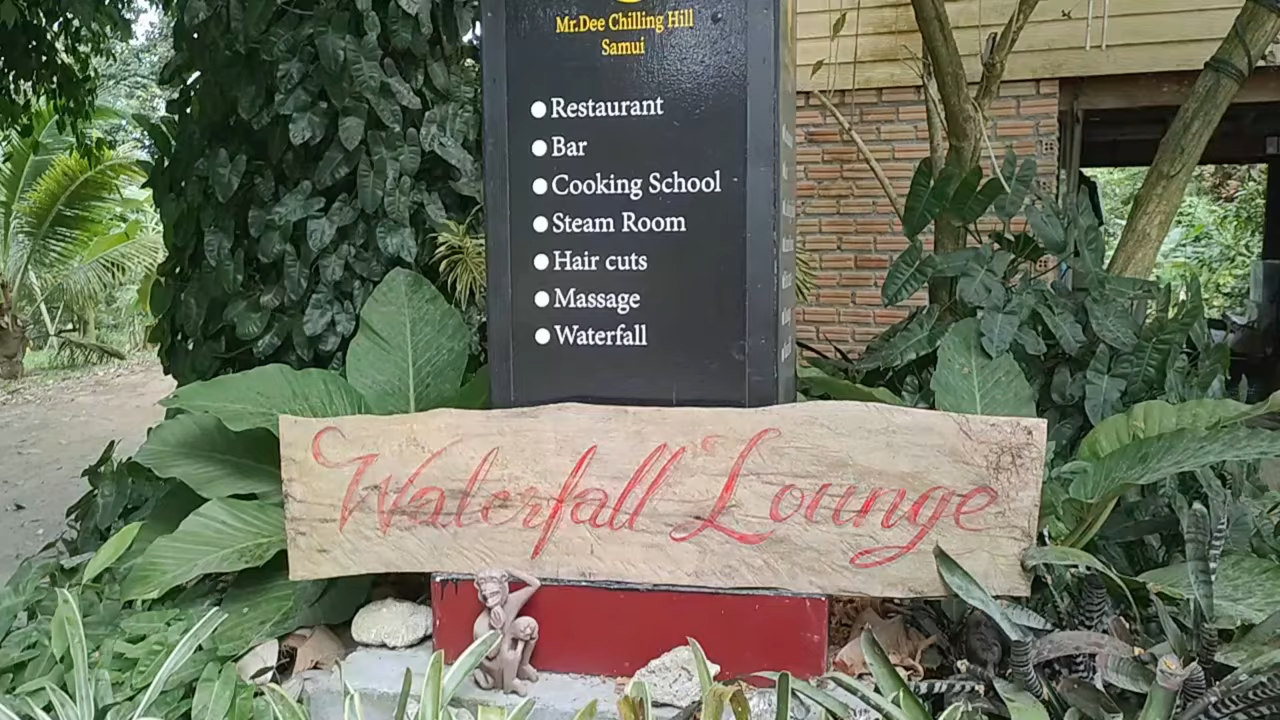 Mr.Dee Chilling Hill
Samui
● Restaurant
● Bar
● Cooking School
● Steam Room
● Hair cuts
● Massage
● Waterfall
Waterfall Lounge